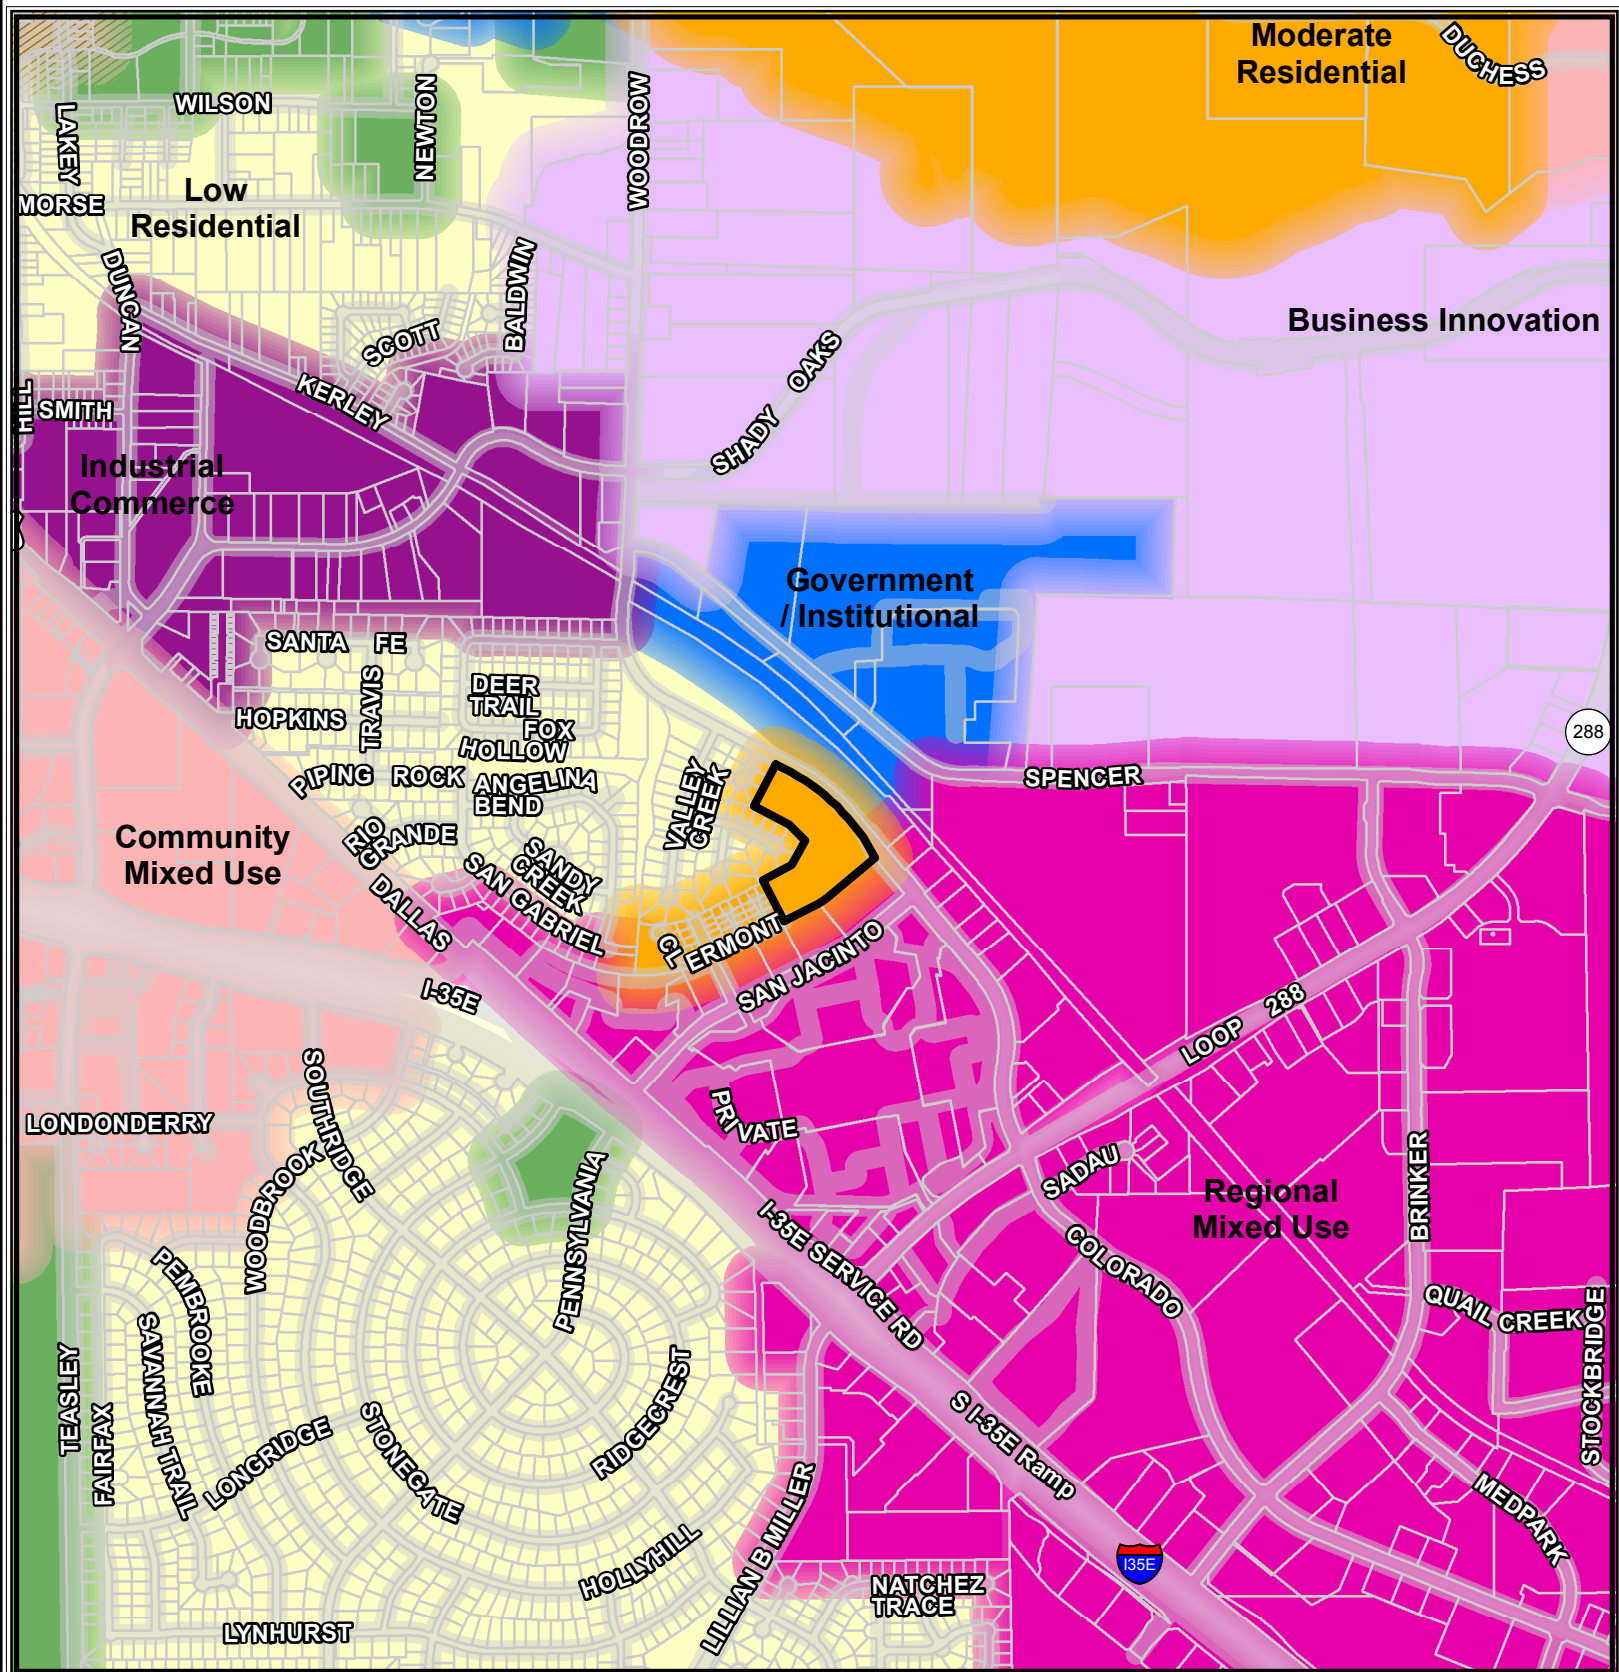 Moderate
Residential
DUCHESS
WILSON
LAKEY
NEWTON
WOODROW
MORSE
Low
Residential
DUNCAN
BALDWIN
SCOTT
KERLEY
HILL
SMITH
Industrial
Commerce
SHADY OAKS
Business Innovation
Government
/ Institutional
SANTA FE
TRAVIS
DEER
TRAIL
HOPKINS
FOX
HOLLOW
PIPING ROCK
ANGELINA
BEND
VALLEY
CREEK
SPENCER
288
Community
Mixed Use
RIO
GRANDE
SANDY
CREEK
SAN GABRIEL
DALLAS
CLERMONT
SAN JACINTO
I-35E
LOOP 288
SOUTHRIDGE
LONDONDERRY
PRIVATE
WOODBROOK
PENNSYLVANIA
SADAU
Regional
Mixed Use
BRINKER
I-35E SERVICE RD
COLORADO
PEMBROOKE
SAVANNAH TRAIL
QUAIL CREEK
STOCKBRIDGE
TEASLEY
FAIRFAX
LONGRIDGE
STONEGATE
RIDGECREST
S I-35E Ramp
MEDPARK
LILLIAN B MILLER
HOLLYHILL
I35E
NATCHEZ
TRACE
LYNHURST